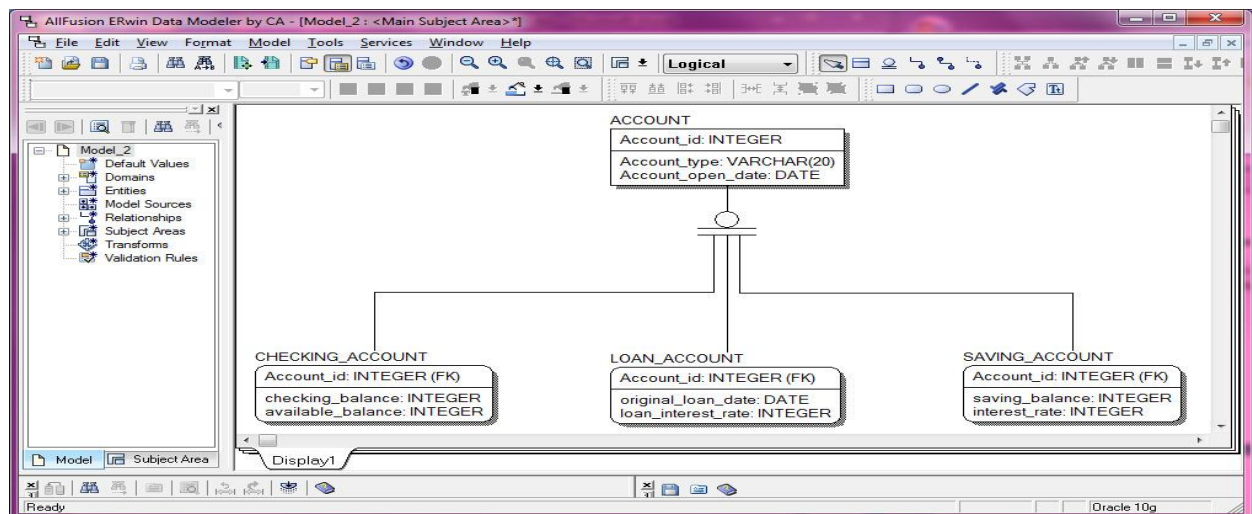 AllFusion ERwin Data Modeler by CA - [Model_2 : <Main Subject Area>*]
File Edit View Format Model Tools Services Window Help
Logical
Model_2
Default Values
Domains
Entities
Model Sources
Relationships
Subject Areas
Transforms
Validation Rules
ACCOUNT
Account_id: INTEGER
Account_type: VARCHAR(20)
Account_open_date: DATE
CHECKING_ACCOUNT
Account_id: INTEGER (FK)
checking_balance: INTEGER
available_balance: INTEGER
LOAN_ACCOUNT
Account_id: INTEGER (FK)
original_loan_date: DATE
loan_interest_rate: INTEGER
SAVING_ACCOUNT
Account_id: INTEGER (FK)
saving_balance: INTEGER
interest_rate: INTEGER
Model Subject Area
Display1
Ready
Oracle 10g